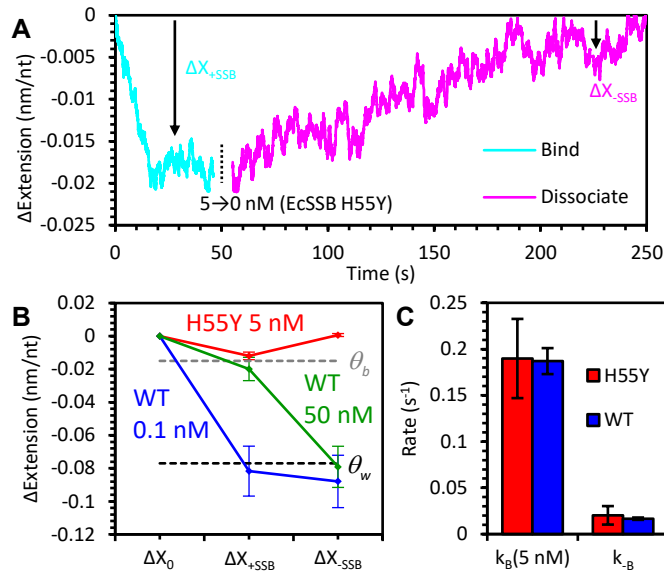 A
ΔExtension (nm/nt)
0
-0.005
-0.01
-0.015
-0.02
-0.025
ΔX+SSB
ΔX-SSB
Bind
Dissociate
5→0 nM (EcSSB H55Y)
0 50 100 150 200 250
Time (s)
B
ΔExtension (nm/nt)
0.02
0
-0.02
-0.04
-0.06
-0.08
-0.1
-0.12
H55Y 5 nM
θb
WT
0.1 nM
WT
50 nM
θw
ΔX0 ΔX+SSB ΔX-SSB
C
Rate (s-1)
0.25
0.2
0.15
0.1
0.05
0
H55Y
WT
kB(5 nM) k-B